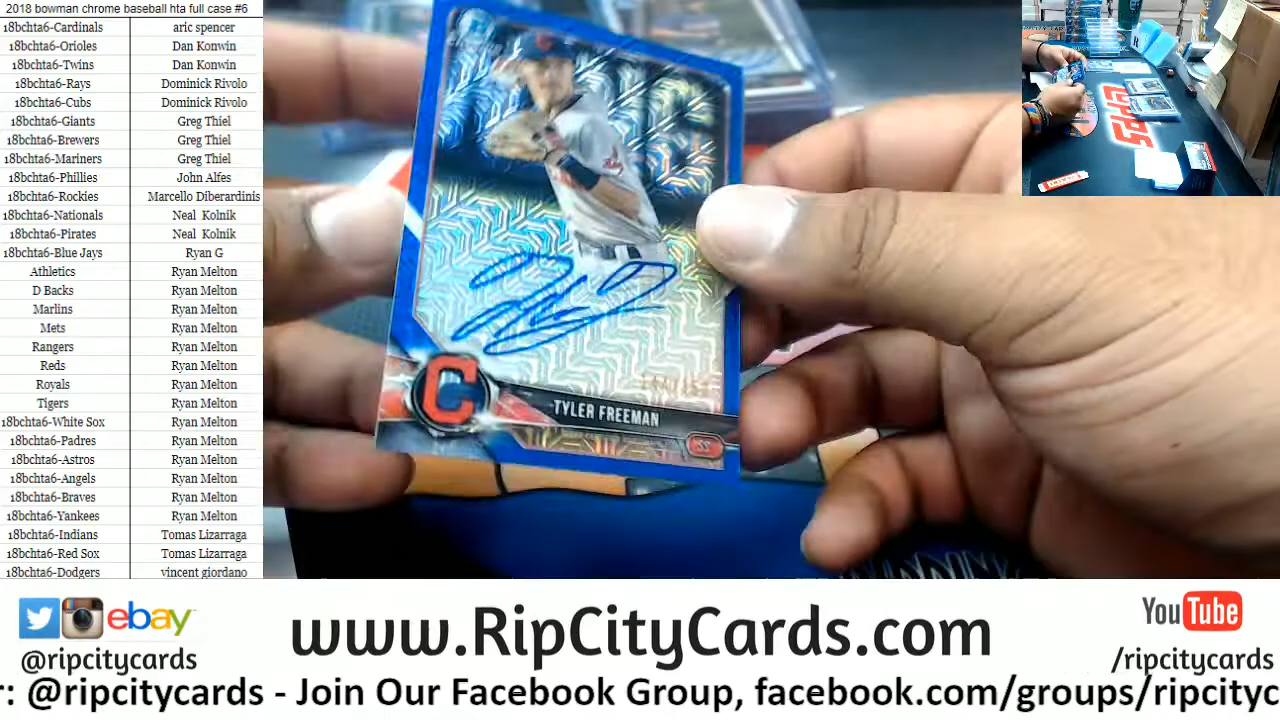 2018 bowman chrome baseball hta full case #6
18bchta6-Cardinals aric spencer
18bchta6-Orioles Dan Konwin
18bchta6-Twins Dan Konwin
18bchta6-Rays Dominick Rivolo
18bchta6-Cubs Dominick Rivolo
18bchta6-Giants Greg Thiel
18bchta6-Brewers Greg Thiel
18bchta6-Mariners Greg Thiel
18bchta6-Phillies John Alfes
18bchta6-Rockies Marcello Diberardinis
18bchta6-Nationals Neal Kolnik
18bchta6-Pirates Neal Kolnik
18bchta6-Blue Jays Ryan G
Athletics Ryan Melton
D Backs Ryan Melton
Marlins Ryan Melton
Mets Ryan Melton
Rangers Ryan Melton
Reds Ryan Melton
Royals Ryan Melton
Tigers Ryan Melton
18bchta6-White Sox Ryan Melton
18bchta6-Padres Ryan Melton
18bchta6-Astros Ryan Melton
18bchta6-Angels Ryan Melton
18bchta6-Braves Ryan Melton
18bchta6-Yankees Ryan Melton
18bchta6-Indians Tomas Lizarraga
18bchta6-Red Sox Tomas Lizarraga
18bchta6-Dodgers vincent giordano
C
TYLER FREEMAN
SS
Topps
ebay
@ripcitycards
www.RipCityCards.com
YouTube
/ripcitycards
r: @ripcitycards - Join Our Facebook Group, facebook.com/groups/ripcityc